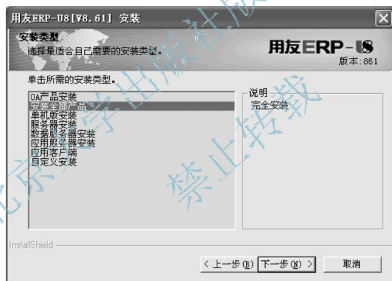 用友ERP-U8[V8.61] 安装
安装类型
选择最适合自己需要的安装类型。
用友ERP-U8
版本:861
单击所需的安装类型。
OA产品安装
安装全部产品
单机版安装
服务器安装
数据服务器安装
应用服务器安装
应用客户端
自定义安装
说明
完全安装
InstallShield
< 上一步(B)
下一步(N) >
取消
禁止转载